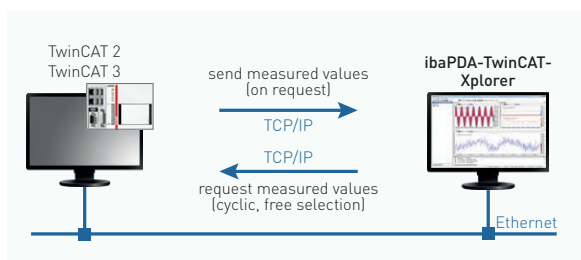 TwinCAT 2
TwinCAT 3
send measured values
(on request)
TCP/IP
TCP/IP
request measured values
(cyclic, free selection)
ibaPDA-TwinCAT-
Xplorer
Ethernet